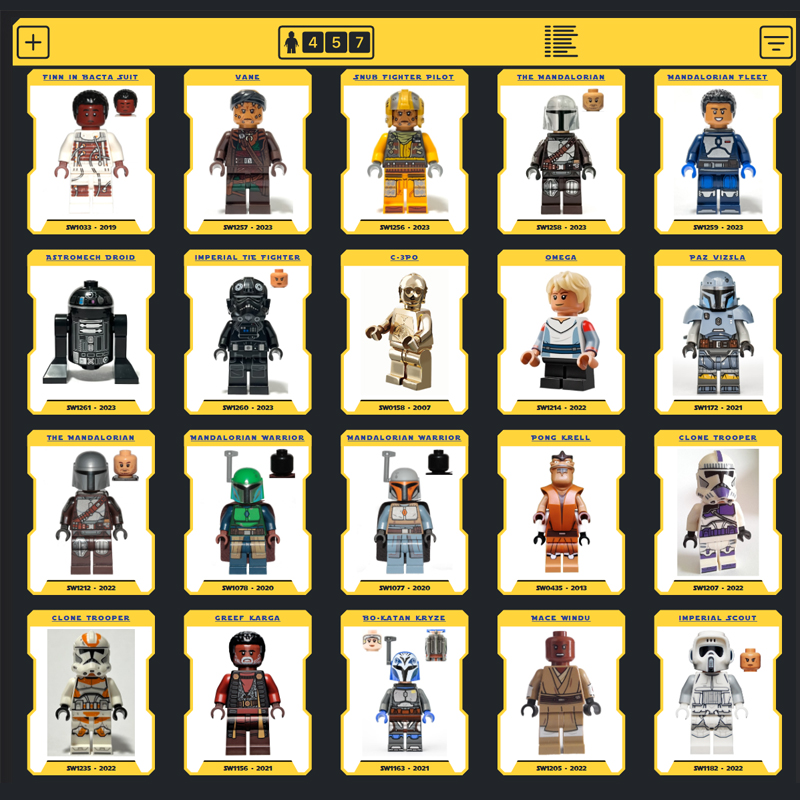 457
FINN IN BACTA SUIT
SW1033 - 2019
VANE
SW1257 - 2023
SNUB FIGHTER PILOT
SW1256 - 2023
THE MANDALORIAN
SW1258 - 2023
MANDALORIAN FLEET
SW1259 - 2023
ASTROMECH DROID
SW1261 - 2023
IMPERIAL TIE FIGHTER
SW1260 - 2023
C-3PO
SW0158 - 2007
OMEGA
SW1214 - 2022
PAZ VIZSLA
SW1172 - 2021
THE MANDALORIAN
SW1212 - 2022
MANDALORIAN WARRIOR
SW1078 - 2020
MANDALORIAN WARRIOR
SW1077 - 2020
PONG KRELL
SW0435 - 2013
CLONE TROOPER
SW1207 - 2022
CLONE TROOPER
SW1235 - 2022
GREEF KARGA
SW1156 - 2021
BO-KATAN KRYZE
SW1163 - 2021
MACE WINDU
SW1205 - 2022
IMPERIAL SCOUT
SW1182 - 2022